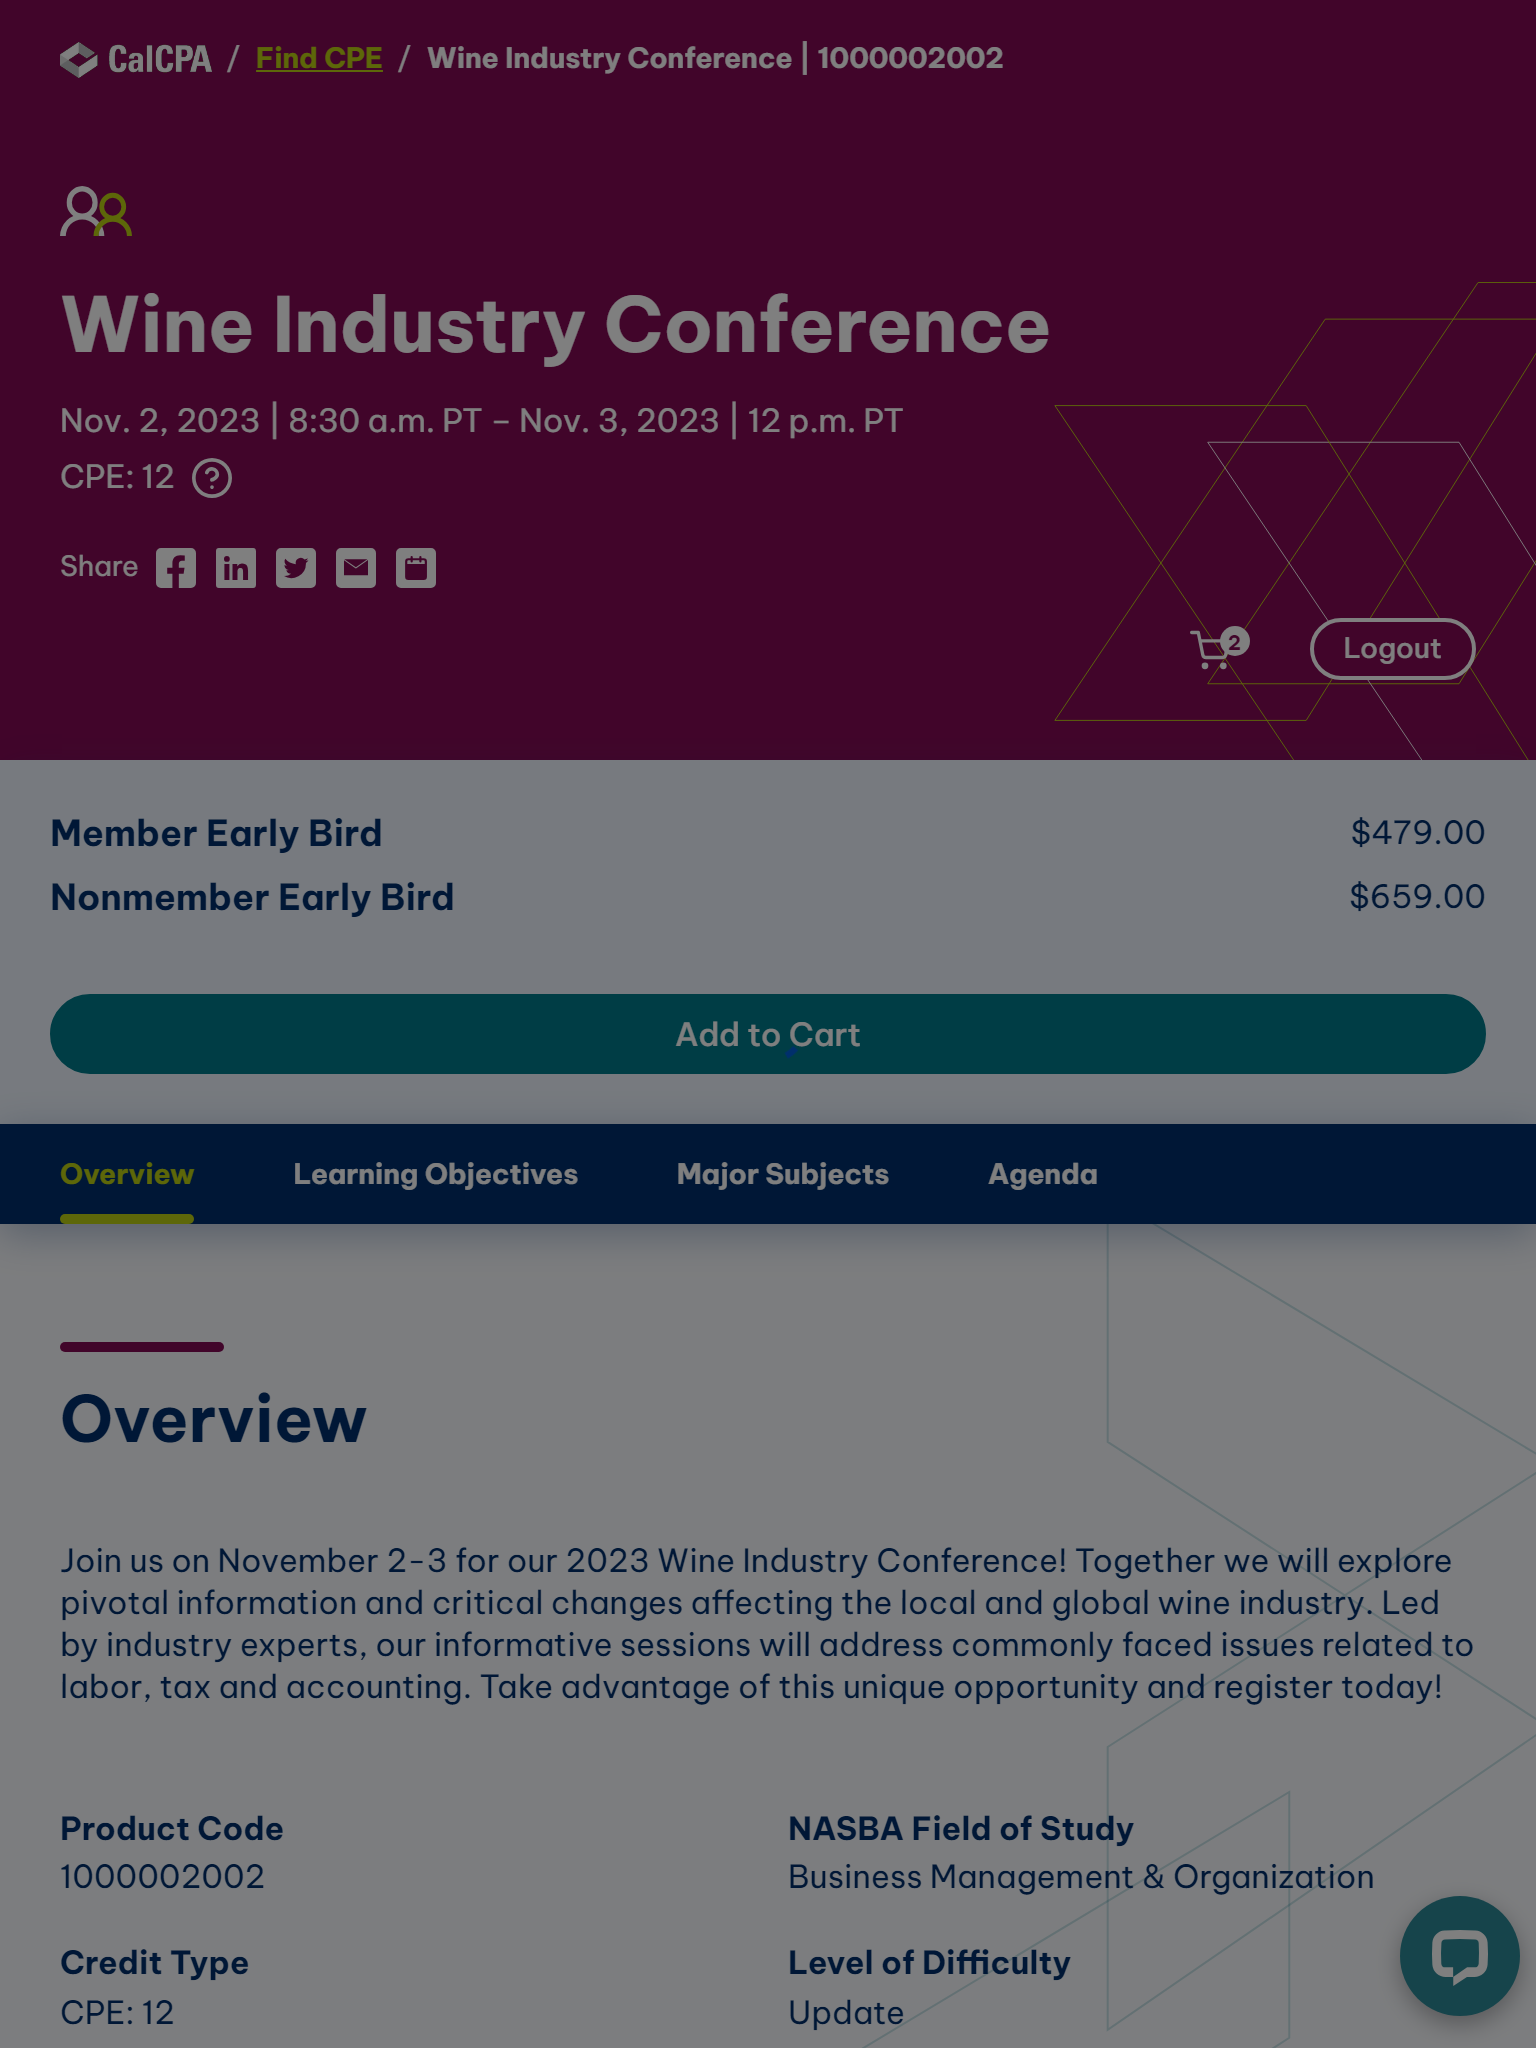 CalCPA / Find CPE / Wine Industry Conference | 1000002002
Wine Industry Conference
Nov. 2, 2023 | 8:30 a.m. PT – Nov. 3, 2023 | 12 p.m. PT
CPE: 12 ?
Share f in
2 Logout
Member Early Bird $479.00
Nonmember Early Bird $659.00
Add to Cart
Overview Learning Objectives Major Subjects Agenda
Overview
Join us on November 2-3 for our 2023 Wine Industry Conference! Together we will explore
pivotal information and critical changes affecting the local and global wine industry. Led
by industry experts, our informative sessions will address commonly faced issues related to
labor, tax and accounting. Take advantage of this unique opportunity and register today!
Product Code
1000002002
NASBA Field of Study
Business Management & Organization
Credit Type
CPE: 12
Level of Difficulty
Update